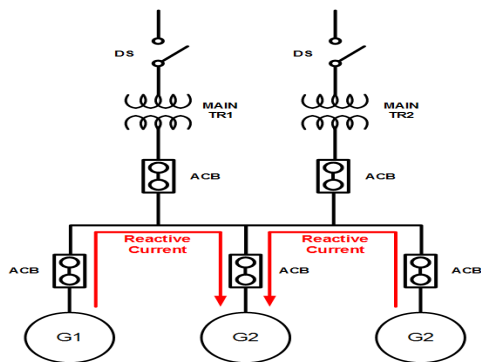 DS
DS
MAIN
TR1
MAIN
TR2
ACB
ACB
Reactive
Current
Reactive
Current
ACB
ACB
ACB
G1
G2
G2